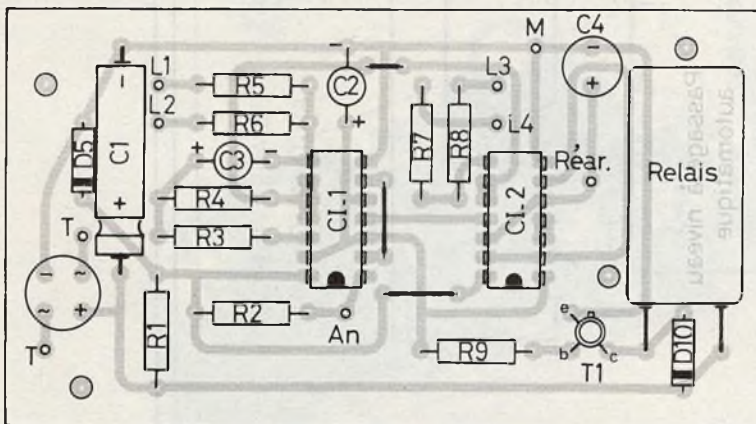 M
C4
-
-
+
L1
L2
R5
R6
C2
+
L3
L4
-
C1
+
D5
+
C3
-
R4
R3
CI.1
R7
R8
CI.2
Réar.
Relais
Passage à niveau
automatique
T
-
~
~
+
T
R1
R2
An
R9
e
b
c
T1
D10